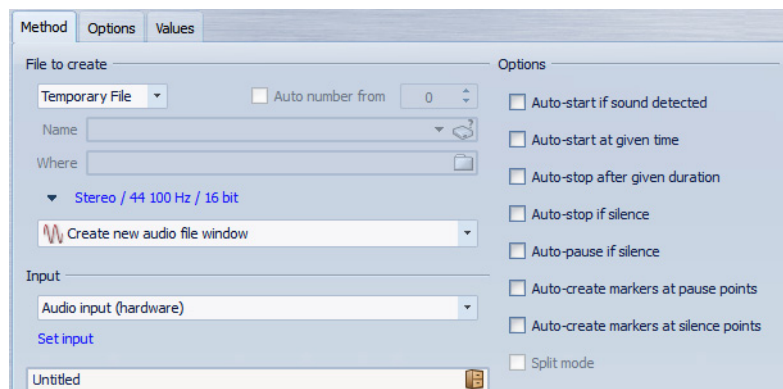 Method Options Values
File to create
Temporary File
Auto number from 0
Name
Where
Stereo / 44 100 Hz / 16 bit
Create new audio file window
Input
Audio input (hardware)
Set input
Untitled
Options
Auto-start if sound detected
Auto-start at given time
Auto-stop after given duration
Auto-stop if silence
Auto-pause if silence
Auto-create markers at pause points
Auto-create markers at silence points
Split mode